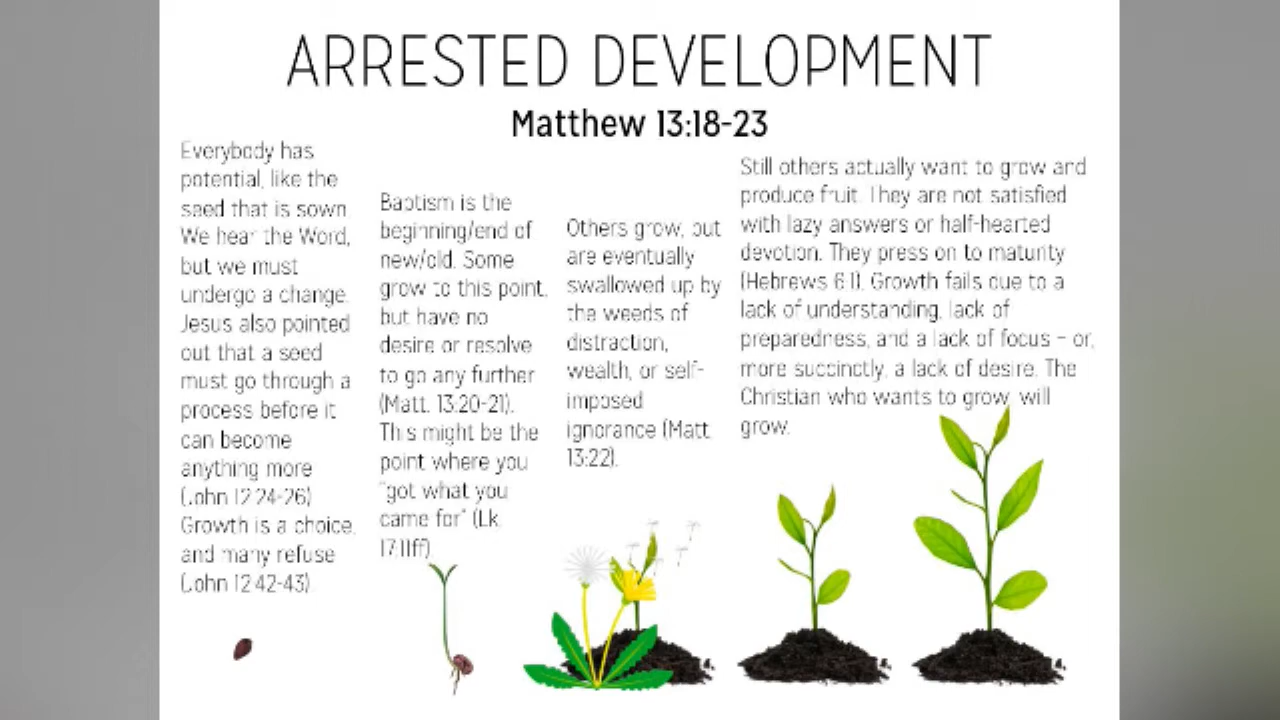 ARRESTED DEVELOPMENT
Matthew 13:18-23
Everybody has
potential, like the
seed that is sown.
We hear the Word,
but we must
undergo a change.
Jesus also pointed
out that a seed
must go through a
process before it
can become
anything more
(John 12:24-26).
Growth is a choice,
and many refuse
(John 12:42-43).
Baptism is the
beginning/end of
new/old. Some
grow to this point,
but have no
desire or resolve
to go any further
(Matt. 13:20-21).
This might be the
point where you
"got what you
came for" (Lk.
17:11ff).
Others grow, but
are eventually
swallowed up by
the weeds of
distraction,
wealth, or self-
imposed
ignorance (Matt.
13:22).
Still others actually want to grow and
produce fruit. They are not satisfied
with lazy answers or half-hearted
devotion. They press on to maturity
(Hebrews 6:1). Growth fails due to a
lack of understanding, lack of
preparedness, and a lack of focus – or,
more succinctly, a lack of desire. The
Christian who wants to grow, will
grow.